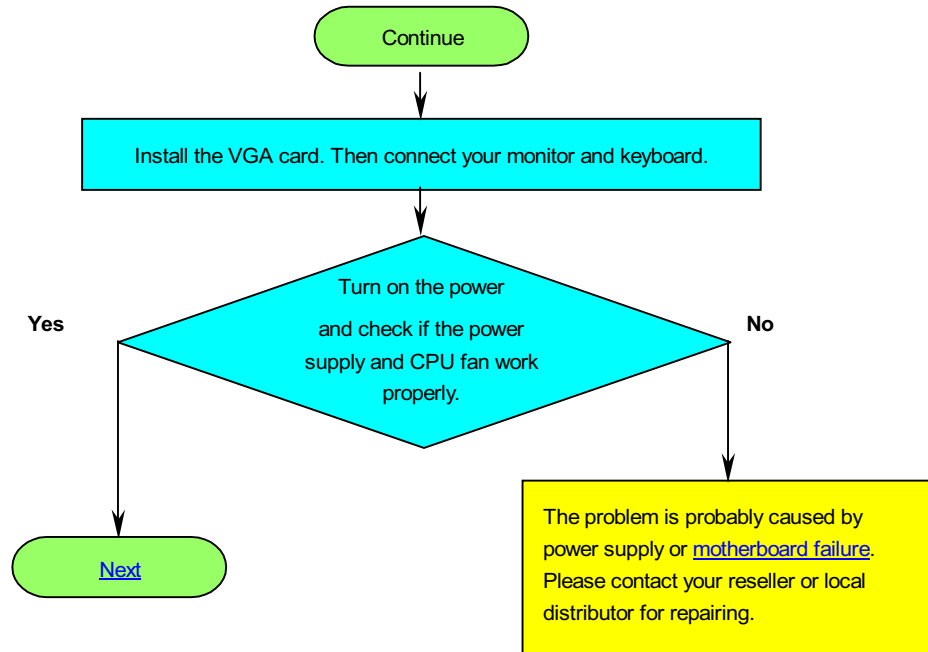 Continue
Install the VGA card. Then connect your monitor and keyboard.
Turn on the power
and check if the power
supply and CPU fan work
properly.
Yes
No
Next
The problem is probably caused by
power supply or motherboard failure.
Please contact your reseller or local
distributor for repairing.